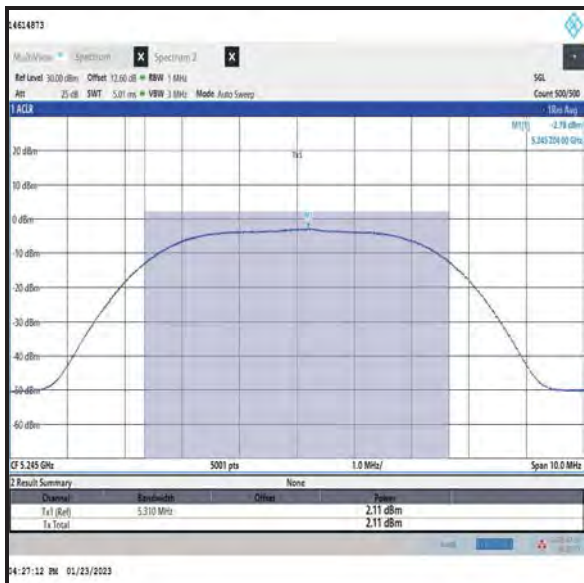 14614873
MultiView Spectrum X Spectrum 2 X
Ref Level 30.00 dBm Offset 12.60 dB RBW 1 MHz SGL
Att 25 dB SWT 5.01 ms VBW 3 MHz Mode Auto Sweep Count 500/500
1 ACLR 1Rm Avg
M1[1] -2.78 dBm
5.245 204 00 GHz
20 dBm
Tx1
10 dBm
0 dBm
M1
-10 dBm
-20 dBm
-30 dBm
-40 dBm
-50 dBm
-60 dBm
CF 5.245 GHz 5001 pts 1.0 MHz/ Span 10.0 MHz
2 Result Summary None
Channel Bandwidth Offset Power
Tx1 (Ref) 5.310 MHz 2.11 dBm
Tx Total 2.11 dBm
04:27:12 PM 01/23/2023